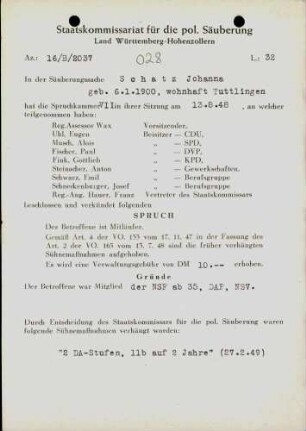 Staatskommissariat für die pol. Säuberung
Land Württemberg-Hohenzollern
Az.: 16/B/2037
028
L.: 32
In der Säuberungssache Schatz Johanna
geb. 6.1.1900, wohnhaft Tuttlingen
hat die Spruchkammer VII in ihrer Sitzung am 13.8.48, an welcher
teilgenommen haben:
Reg.Assessor Wax Vorsitzender,
Uhl, Eugen Beisitzer – CDU,
Musch, Alois „ – SPD,
Fischer, Paul „ – DVP,
Fink, Gottlieb „ – KPD,
Steinacher, Anton „ – Gewerkschaften,
Schwarz, Emil „ – Berufsgruppe
Schneckenburger, Josef „ – Berufsgruppe
Reg.-Ang. Hauer, Franz Vertreter des Staatskommissars
beschlossen und verkündet folgenden
SPRUCH
Der Betroffene ist Mitläufer.
Gemäß Art. 4 der VO. 133 vom 17. 11. 47 in der Fassung des
Art. 2 der VO. 165 vom 13. 7. 48 sind die früher verhängten
Sühnemaßnahmen aufgehoben.
Es wird eine Verwaltungsgebühr von DM 10.-- erhoben.
Gründe
Der Betroffene war Mitglied der NSF ab 35, DAF, NSV.
Durch Entscheidung des Staatskommissars für die pol. Säuberung waren
folgende Sühnemaßnahmen verhängt worden:
"2 DA-Stufen, 11b auf 2 Jahre"